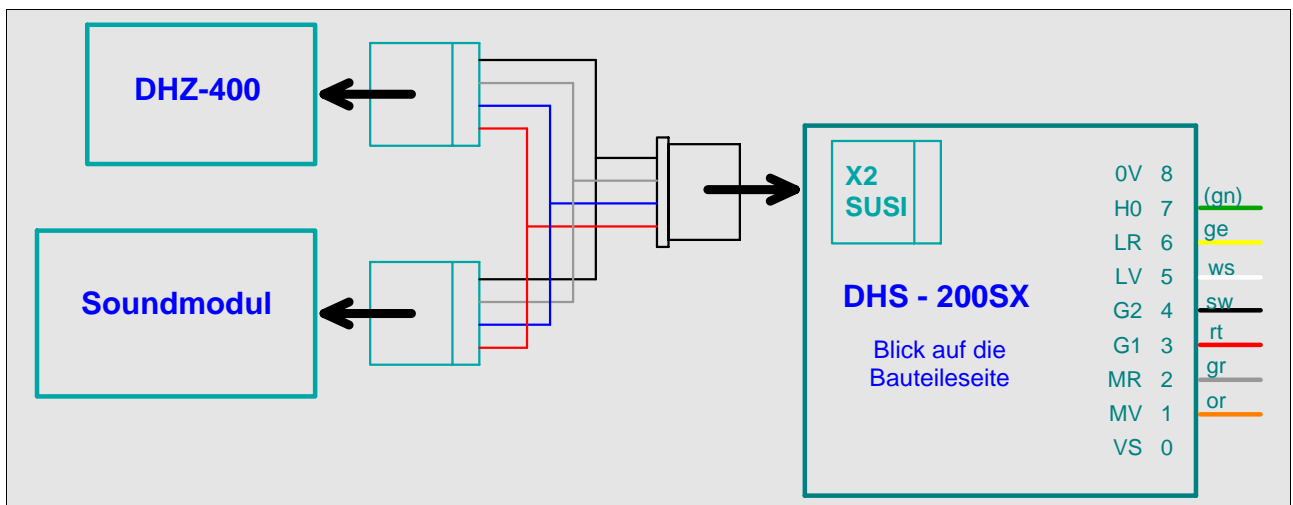 DHZ-400
Soundmodul
X2
SUSI
DHS - 200SX
Blick auf die
Bauteileseite
0V 8
H0 7 (gn)
LR 6 ge
LV 5 ws
G2 4 sw
G1 3 rt
MR 2 gr
MV 1 or
VS 0